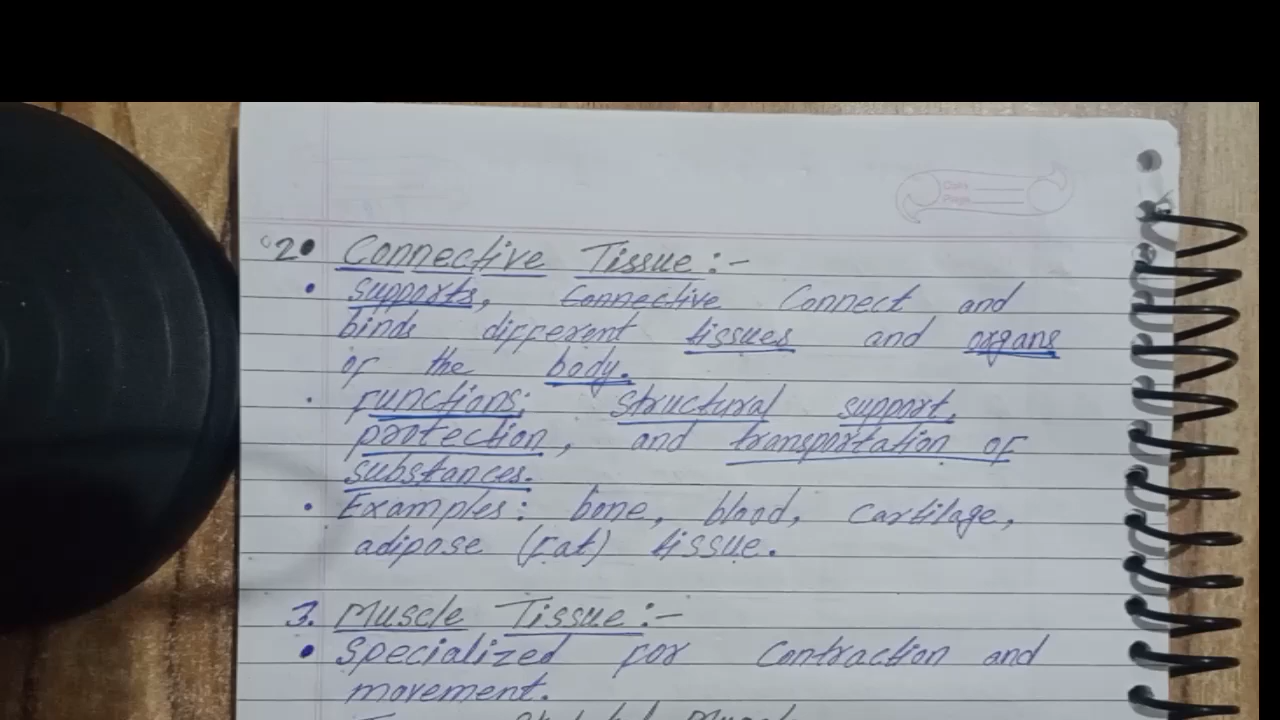 Date
Page
2. Connective Tissue :-
• supports, Connective Connect and
binds different tissues and organs
of the body.
• Functions: structural support,
protection, and transportation of
substances.
• Examples: bone, blood, Cartilage,
adipose (Fat) tissue.
3. Muscle Tissue :-
• Specialized for Contraction and
movement.